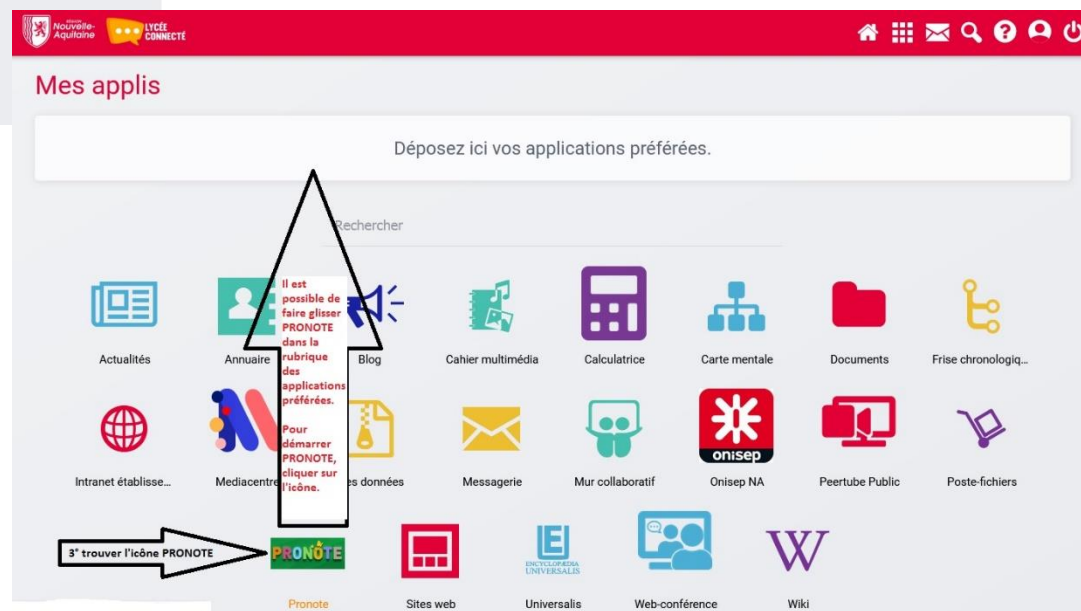 RÉGION
Nouvelle-
Aquitaine
LYCÉE
CONNECTÉ
Mes applis
Déposez ici vos applications préférées.
Rechercher
Il est
possible de
faire glisser
PRONOTE
dans la
rubrique
des
applications
préférées.
Pour
démarrer
PRONOTE,
cliquer sur
l'icône.
Actualités
Annuaire
Blog
Cahier multimédia
Calculatrice
Carte mentale
Documents
Frise chronologiq...
onisep
Intranet établisse...
Mediacentre
es données
Messagerie
Mur collaboratif
Onisep NA
Peertube Public
Poste-fichiers
3° trouver l'icône PRONOTE
PRONOTE
ENCYCLOPÆDIA
UNIVERSALIS
W
Pronote
Sites web
Universalis
Web-conférence
Wiki